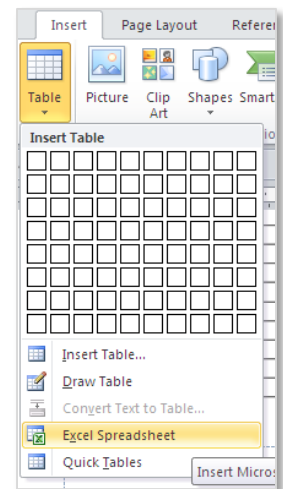 Insert Page Layout Referen
Table Picture Clip Art Shapes Smart
Insert Table
Insert Table...
Draw Table
Convert Text to Table...
Excel Spreadsheet
Quick Tables
Insert Micros